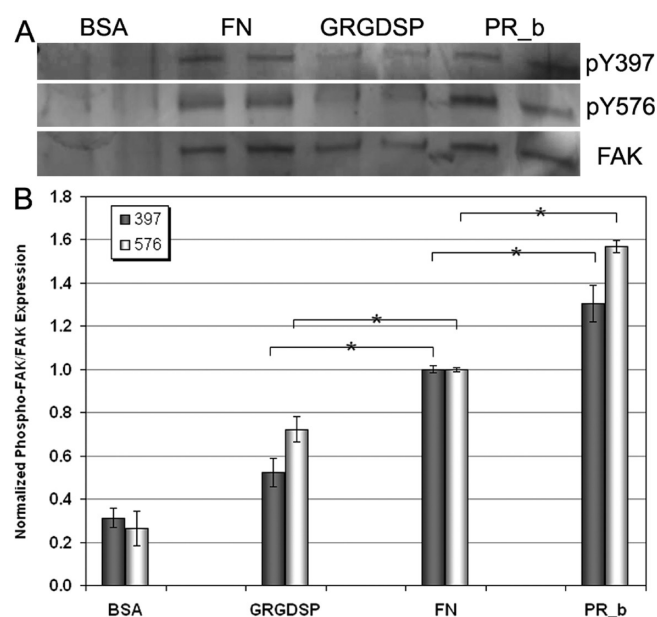 A
BSA FN GRGDSP PR_b
pY397
pY576
FAK
B
Normalized Phospho-FAK/FAK Expression
1.8
1.6
1.4
1.2
1.0
0.8
0.6
0.4
0.2
0.0
397
576
*
*
*
*
BSA GRGDSP FN PR_b